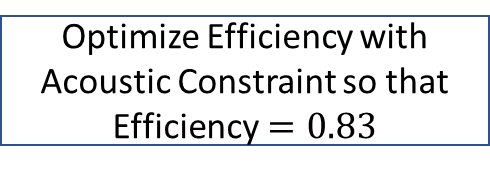 Optimize Efficiency with
Acoustic Constraint so that
Efficiency = 0.83